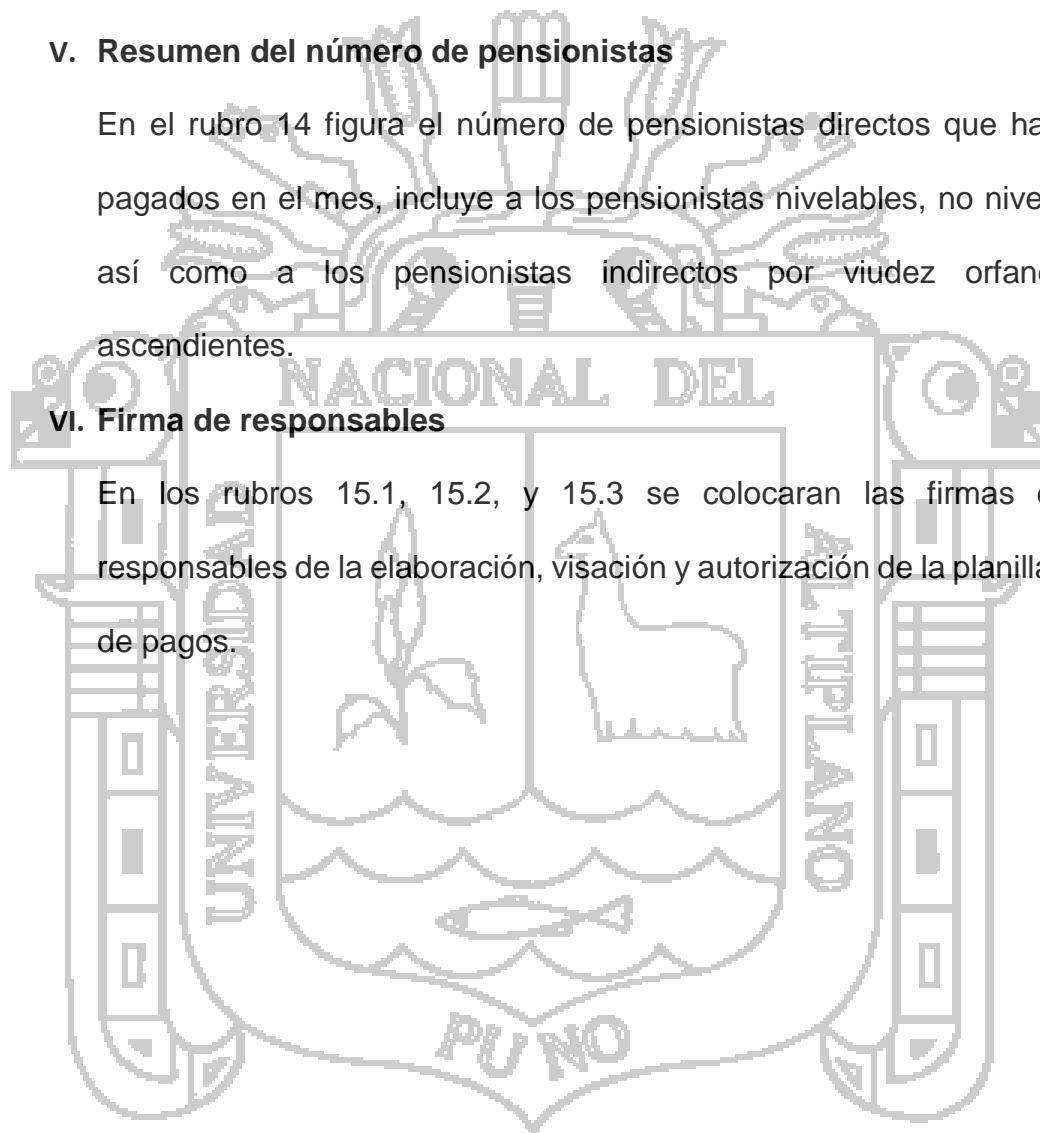 V. Resumen del número de pensionistas
En el rubro 14 figura el número de pensionistas directos que
pagados en el mes, incluye a los pensionistas nivelables, no
así como a los pensionistas indirectos por viudez
ascendientes.
NACIONAL DEL
VI. Firma de responsables
En los rubros 15.1, 15.2, y 15.3 se colocaran las firmas
responsables de la elaboración, visación y autorización de la planilla
de pagos.
UNIVERSIDAD
ALTIPLANO
PUNO